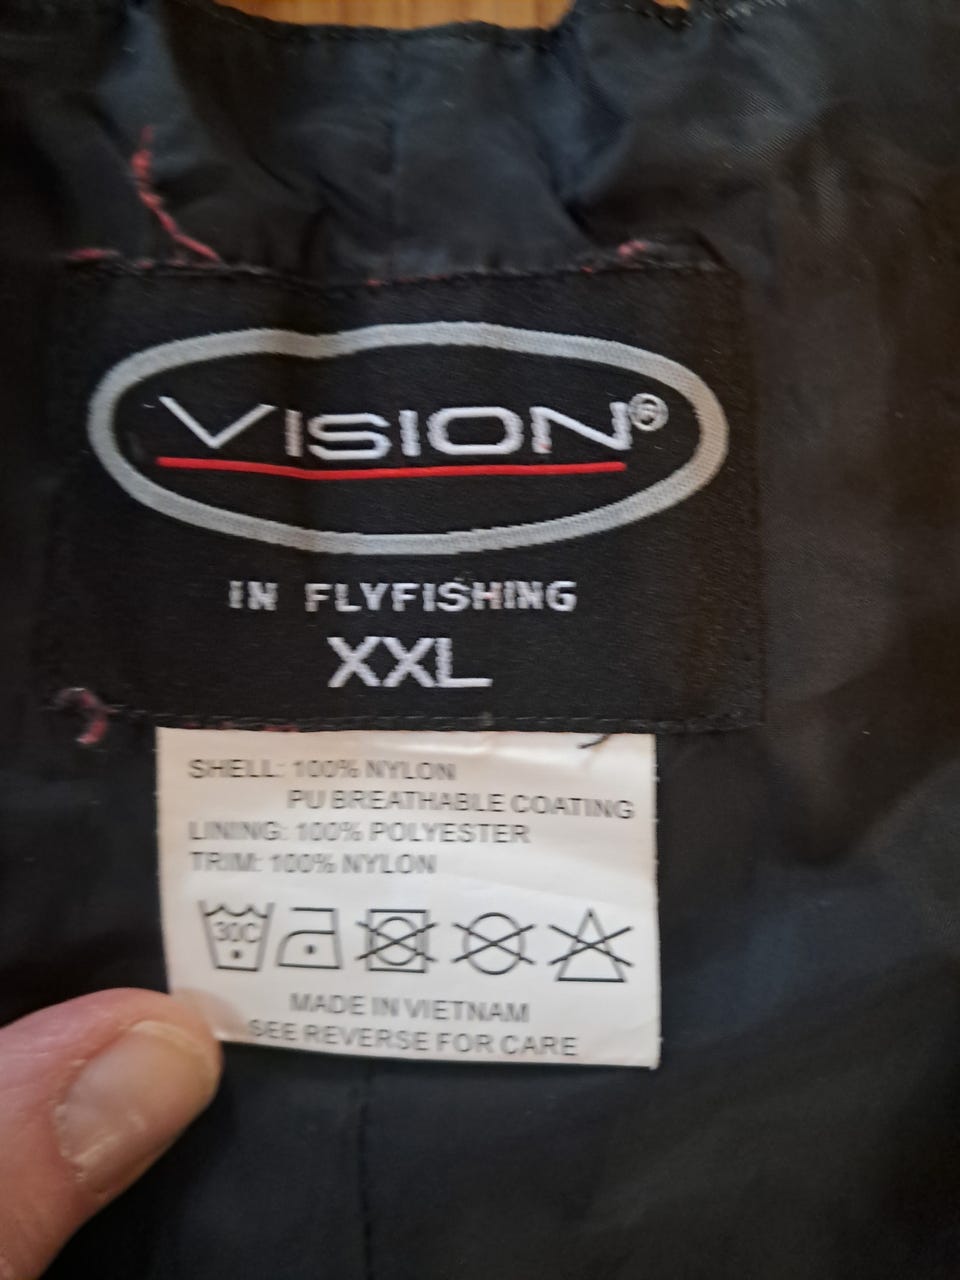 VISION®
IN FLYFISHING
XXL
SHELL: 100% NYLON
PU BREATHABLE COATING
LINING: 100% POLYESTER
TRIM: 100% NYLON
30C
MADE IN VIETNAM
SEE REVERSE FOR CARE